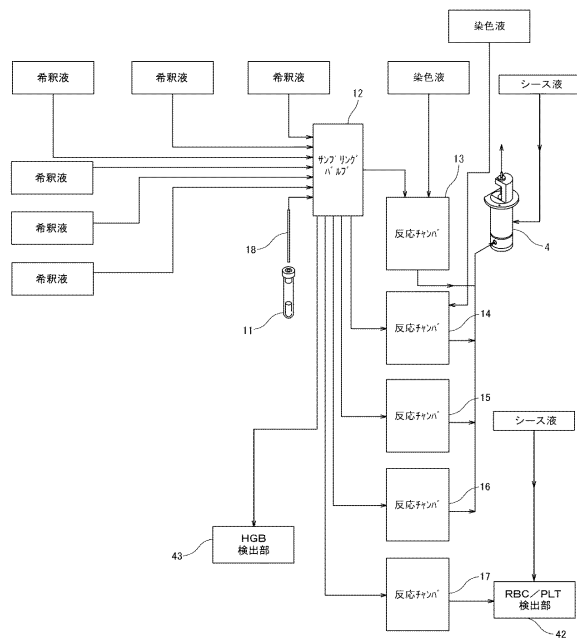 染色液
希釈液
希釈液
希釈液
染色液
シース液
12
サンプリング
バルブ
13
希釈液
反応チャンバ
希釈液
18
4
希釈液
反応チャンバ
14
11
15
反応チャンバ
シース液
16
反応チャンバ
HGB
検出部
43
17
反応チャンバ
RBC/PLT
検出部
42